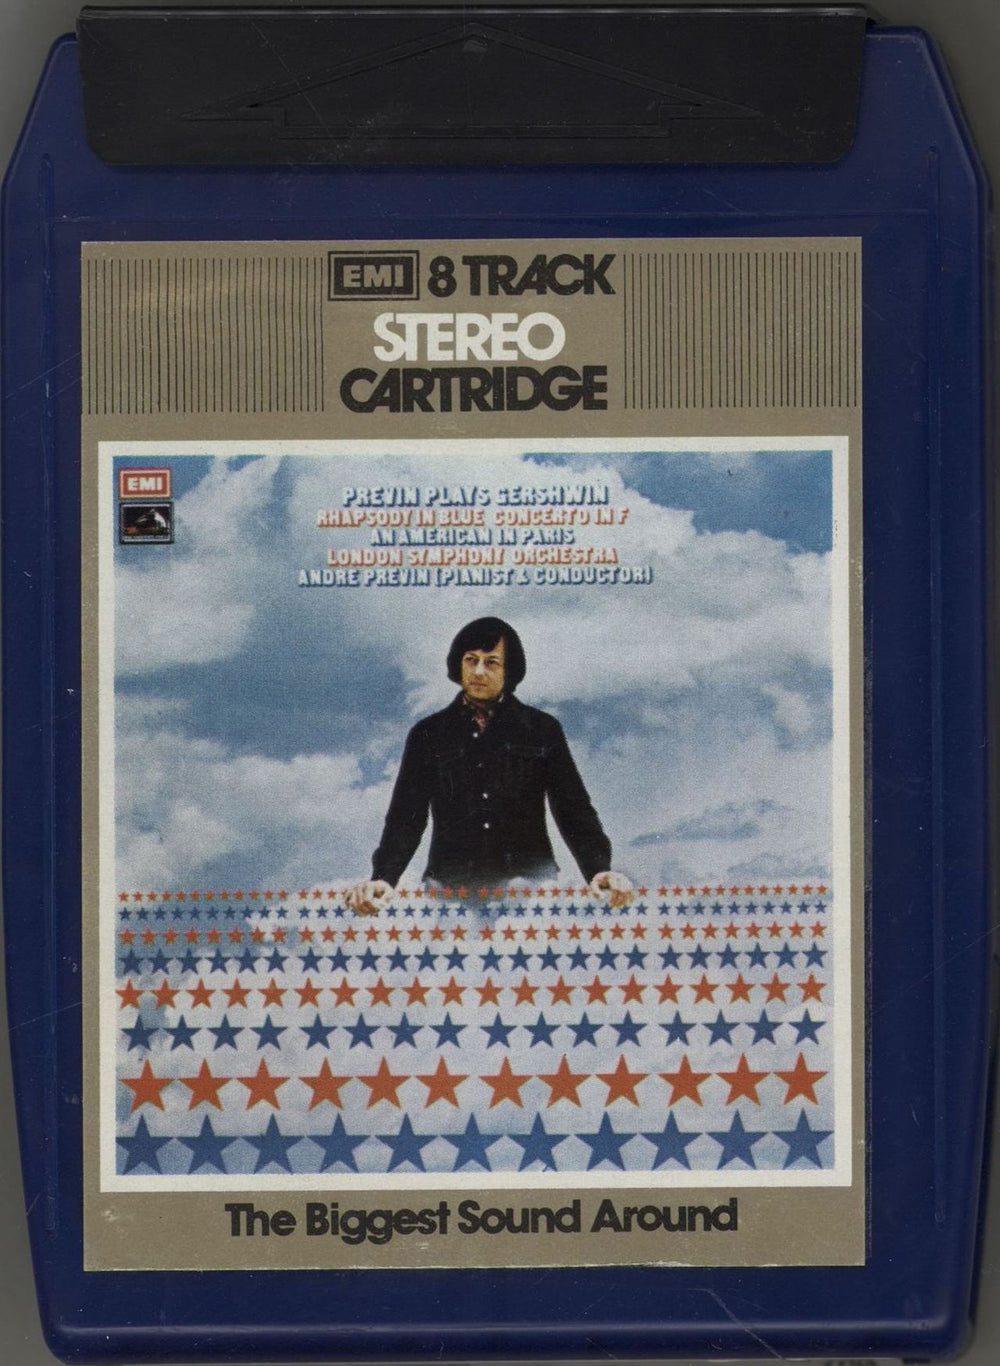 EMI 8 TRACK
STEREO
CARTRIDGE
EMI
PREVIN PLAYS GERSHWIN
RHAPSODY IN BLUE CONCERTO IN F
AN AMERICAN IN PARIS
LONDON SYMPHONY ORCHESTRA
ANDRE PREVIN (PIANIST & CONDUCTOR)
The Biggest Sound Around